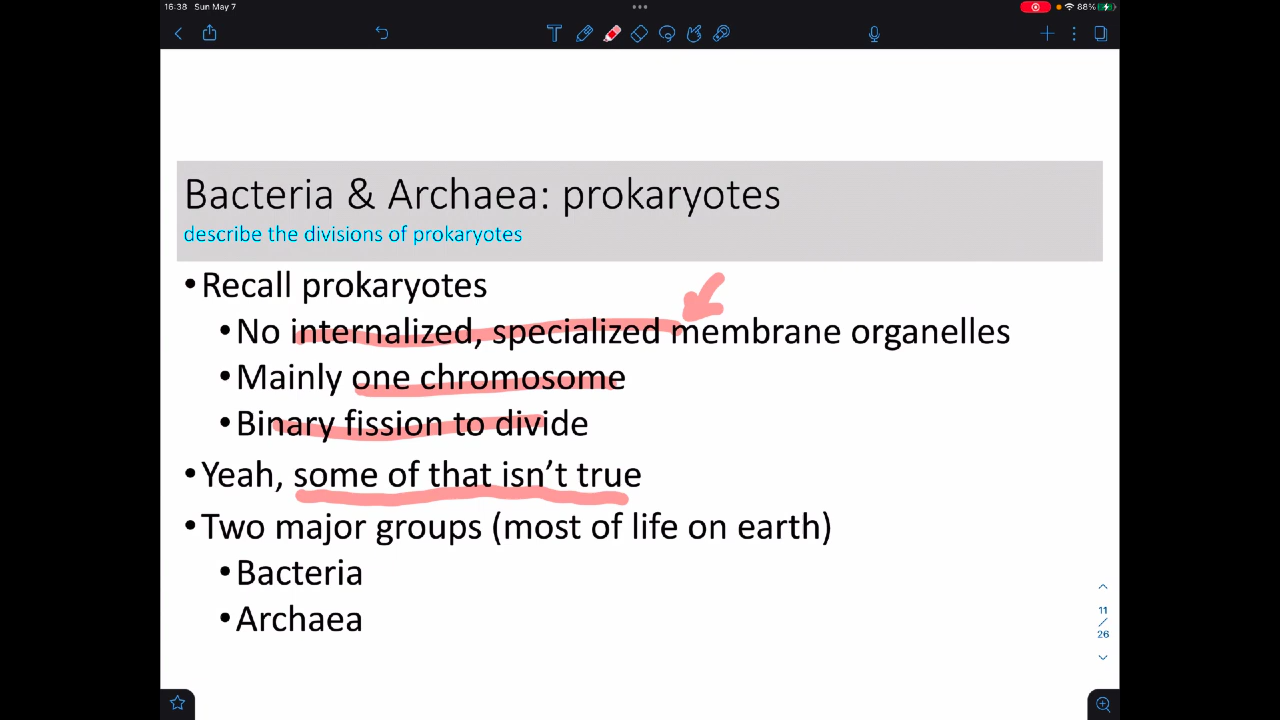 16:38 Sun May 7
88%
Bacteria & Archaea: prokaryotes
describe the divisions of prokaryotes
•Recall prokaryotes
•No internalized, specialized membrane organelles
•Mainly one chromosome
•Binary fission to divide
•Yeah, some of that isn’t true
•Two major groups (most of life on earth)
•Bacteria
•Archaea
11
/
26